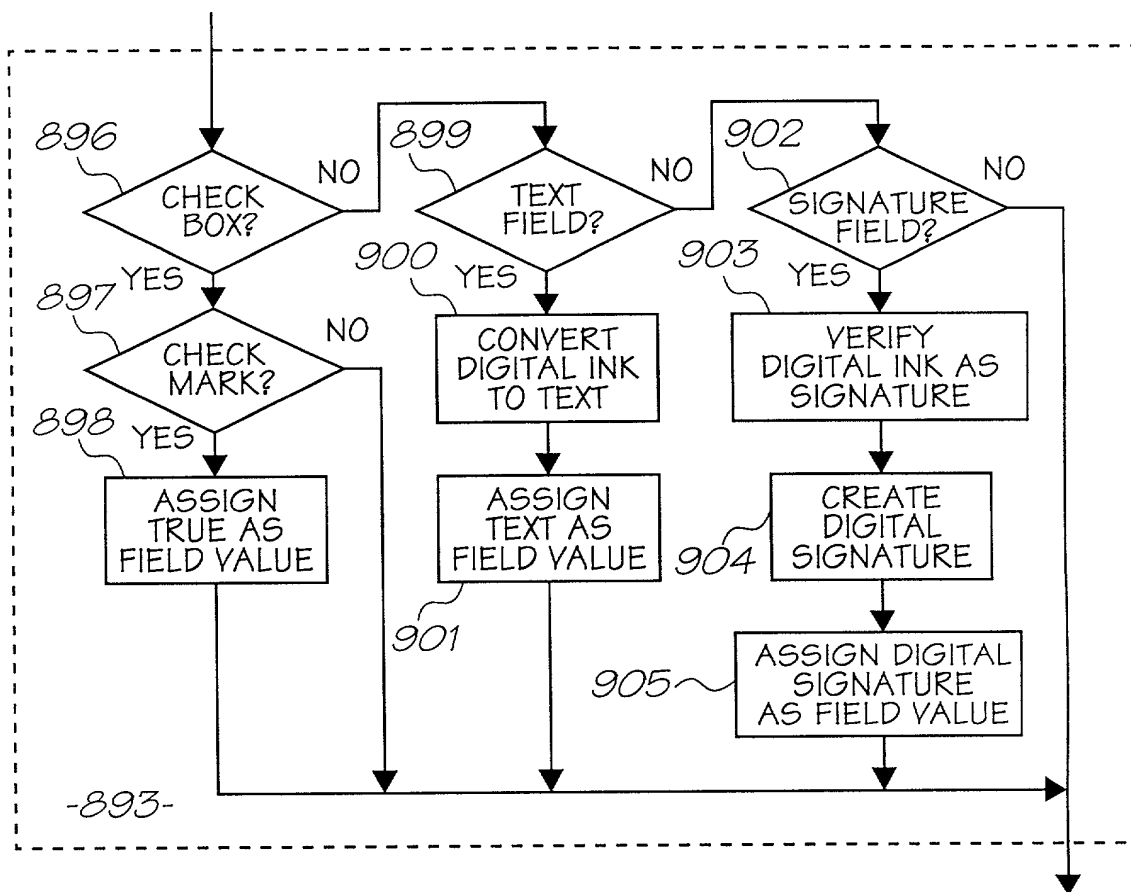 896
CHECK
BOX?
NO
YES
897
CHECK
MARK?
NO
YES
898
ASSIGN
TRUE AS
FIELD VALUE
899
TEXT
FIELD?
NO
YES
900
CONVERT
DIGITAL INK
TO TEXT
ASSIGN
TEXT AS
FIELD VALUE
901
902
SIGNATURE
FIELD?
NO
YES
903
VERIFY
DIGITAL INK AS
SIGNATURE
CREATE
DIGITAL
SIGNATURE
904
ASSIGN DIGITAL
SIGNATURE
AS FIELD VALUE
905
-893-